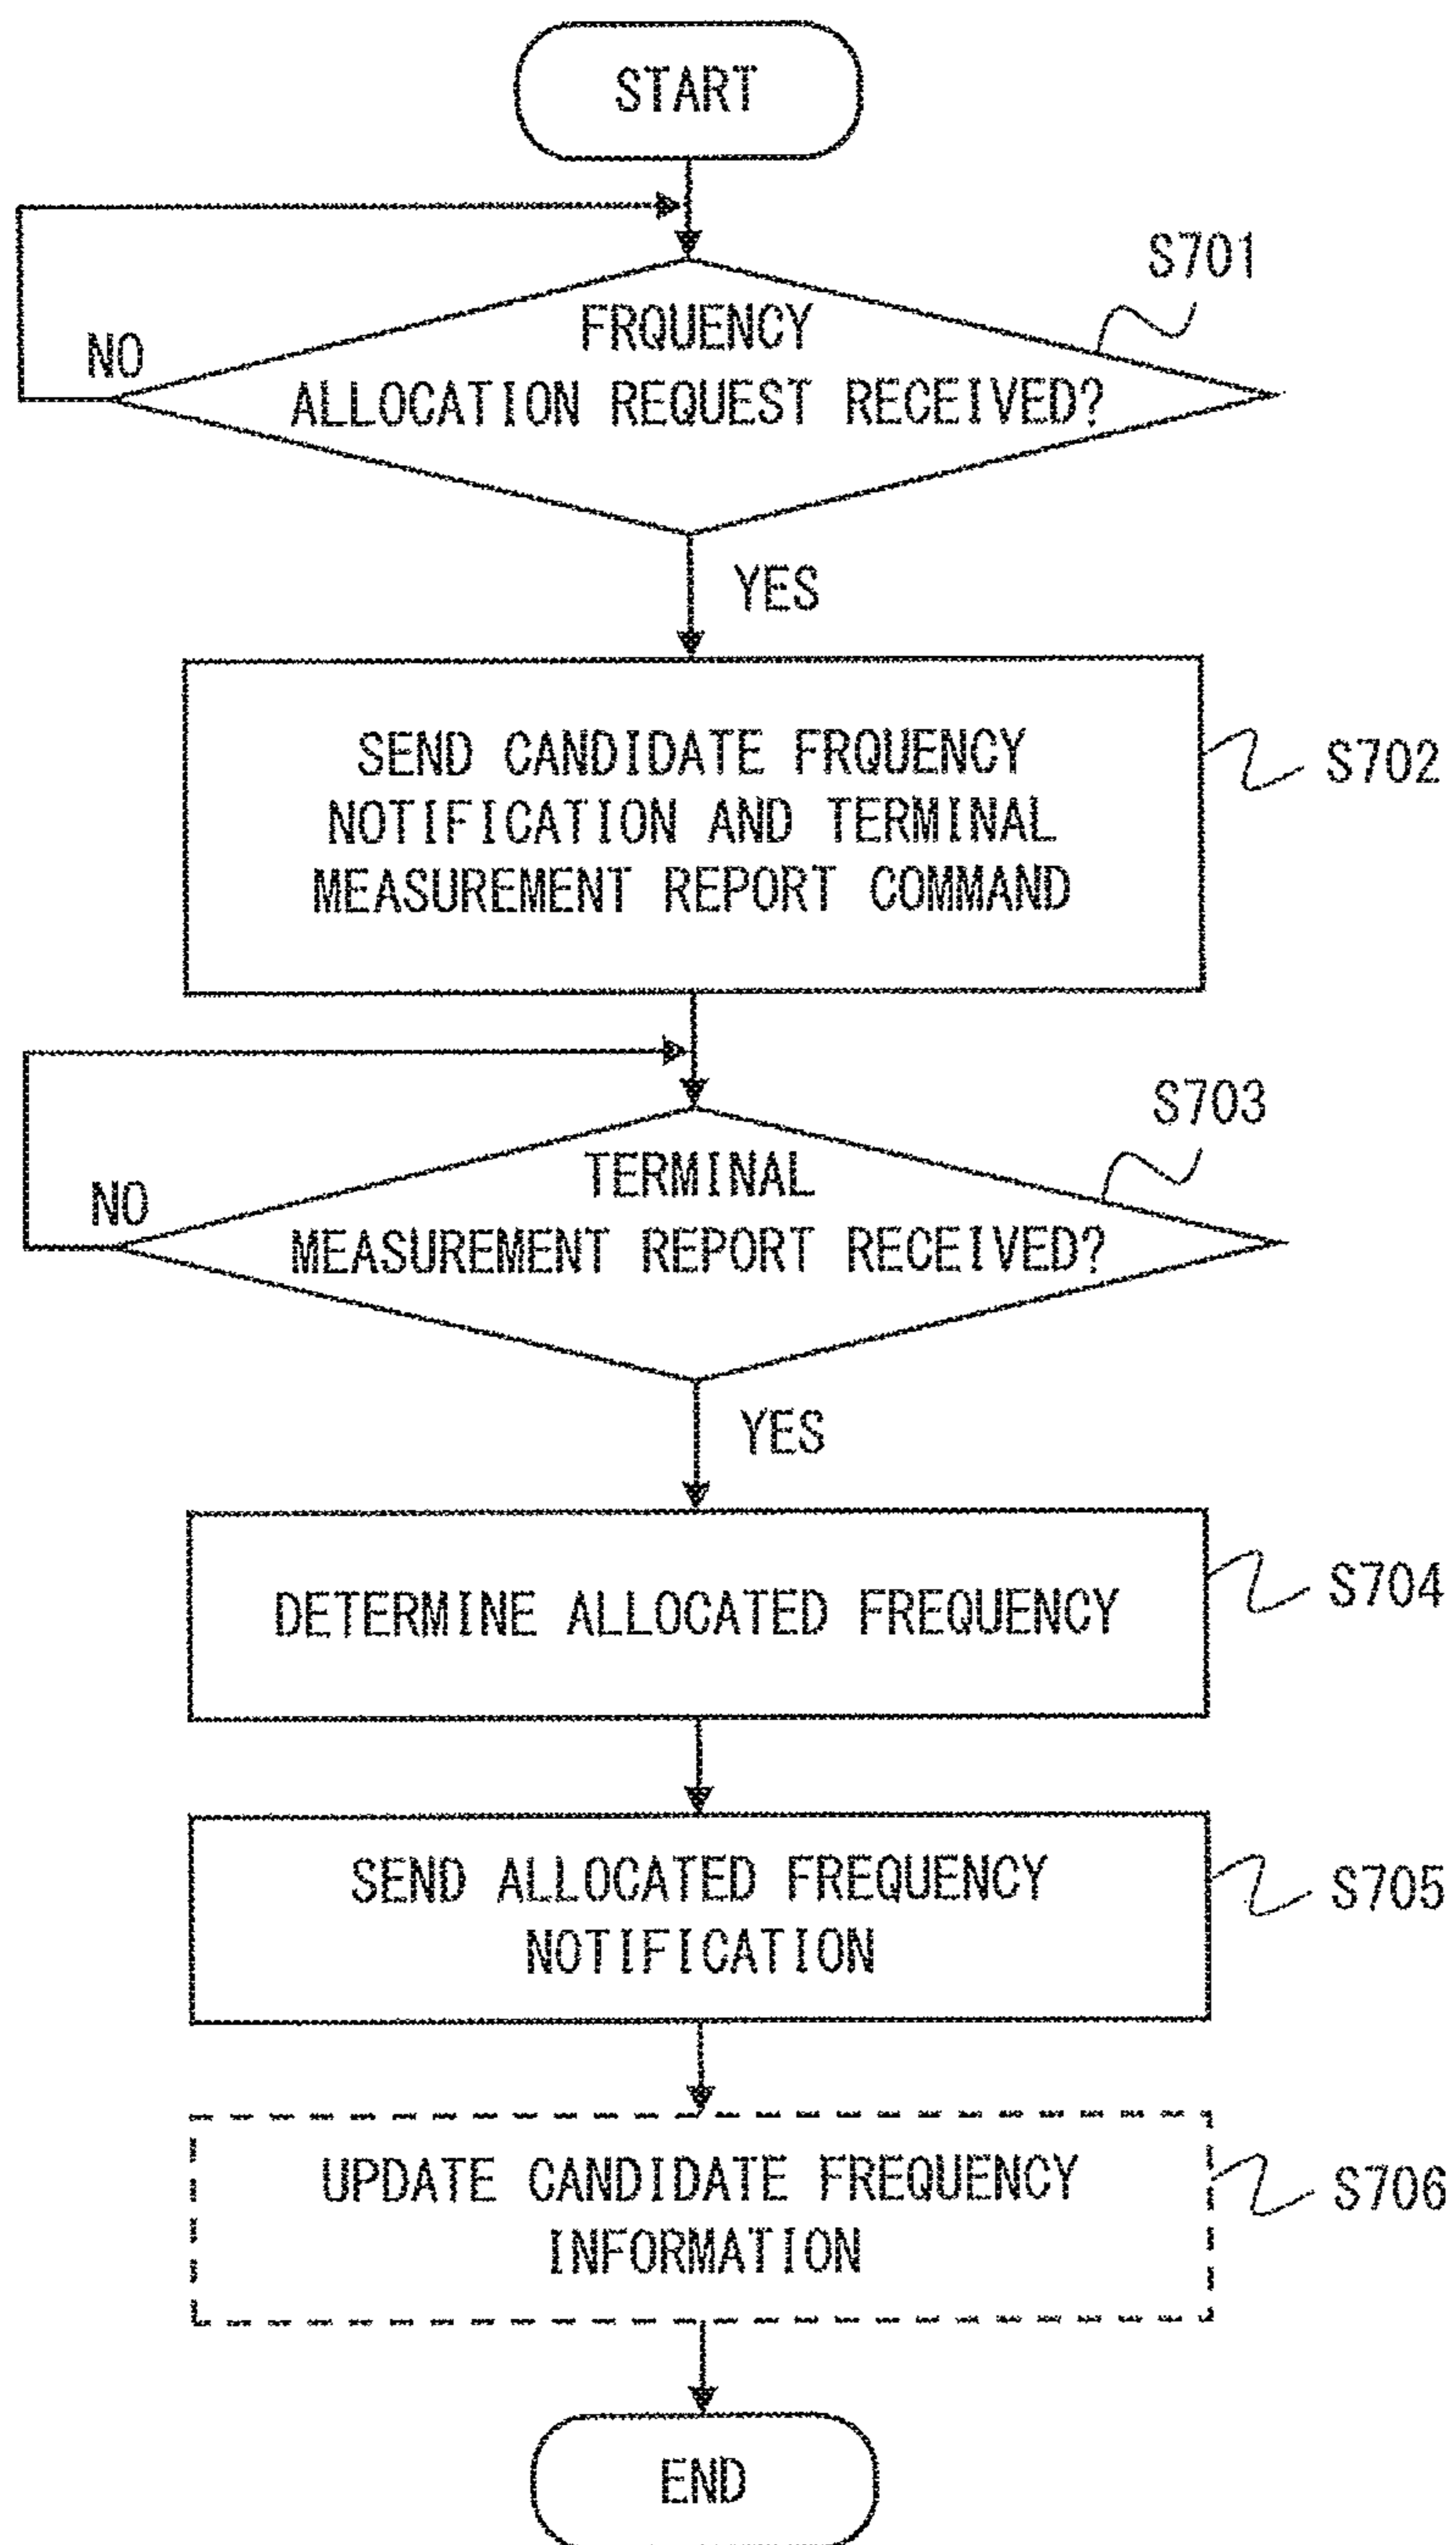 START
S701
FRQUENCY
NO
ALLOCATION REQUEST RECEIVED?
YES
SEND CANDIDATE FRQUENCY
S702
NOTIFICATION AND TERMINAL
MEASUREMENT REPORT COMMAND
S703
TERMINAL
NO
MEASUREMENT REPORT RECEIVED?
YES
S704
DETERMINE ALLOCATED FREQUENCY
SEND ALLOCATED FREQUENCY
S705
NOTIFICATION
UPDATE CANDIDATE FREQUENCY
S706
INFORMATION
END